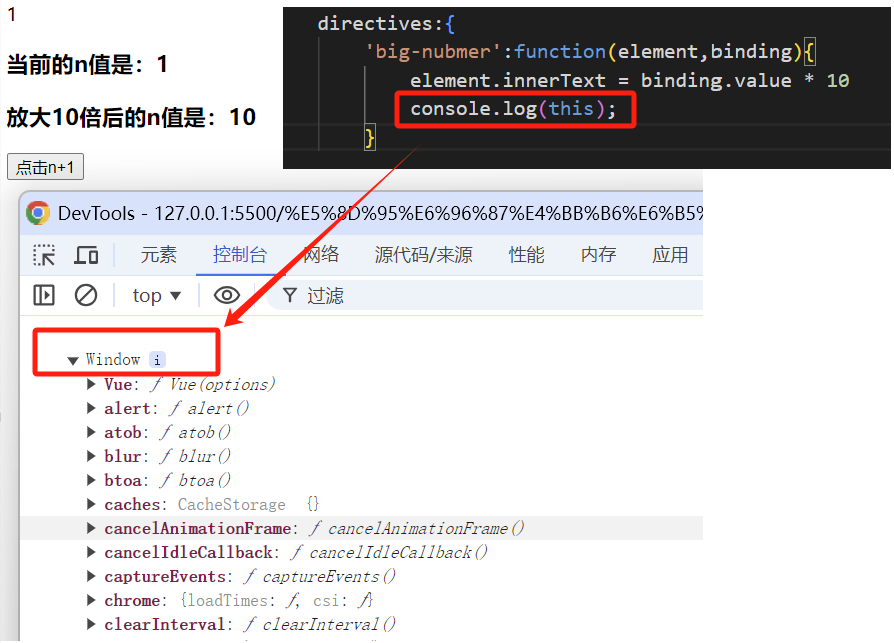 1
当前的n值是：1
放大10倍后的n值是：10
点击n+1
directives:{
'big-nubmer':function(element,binding){
element.innerText = binding.value * 10
console.log(this);
}
DevTools - 127.0.0.1:5500/%E5%8D%95%E6%96%87%E4%BB%B6%E6%B5%
元素 控制台 网络 源代码/来源 性能 内存 应用
top ▼ 过滤
▼ Window i
▶ Vue: ƒ Vue(options)
▶ alert: ƒ alert()
▶ atob: ƒ atob()
▶ blur: ƒ blur()
▶ btoa: ƒ btoa()
▶ caches: CacheStorage {}
▶ cancelAnimationFrame: ƒ cancelAnimationFrame()
▶ cancelIdleCallback: ƒ cancelIdleCallback()
▶ captureEvents: ƒ captureEvents()
▶ chrome: {loadTimes: ƒ, csi: ƒ}
▶ clearInterval: ƒ clearInterval()